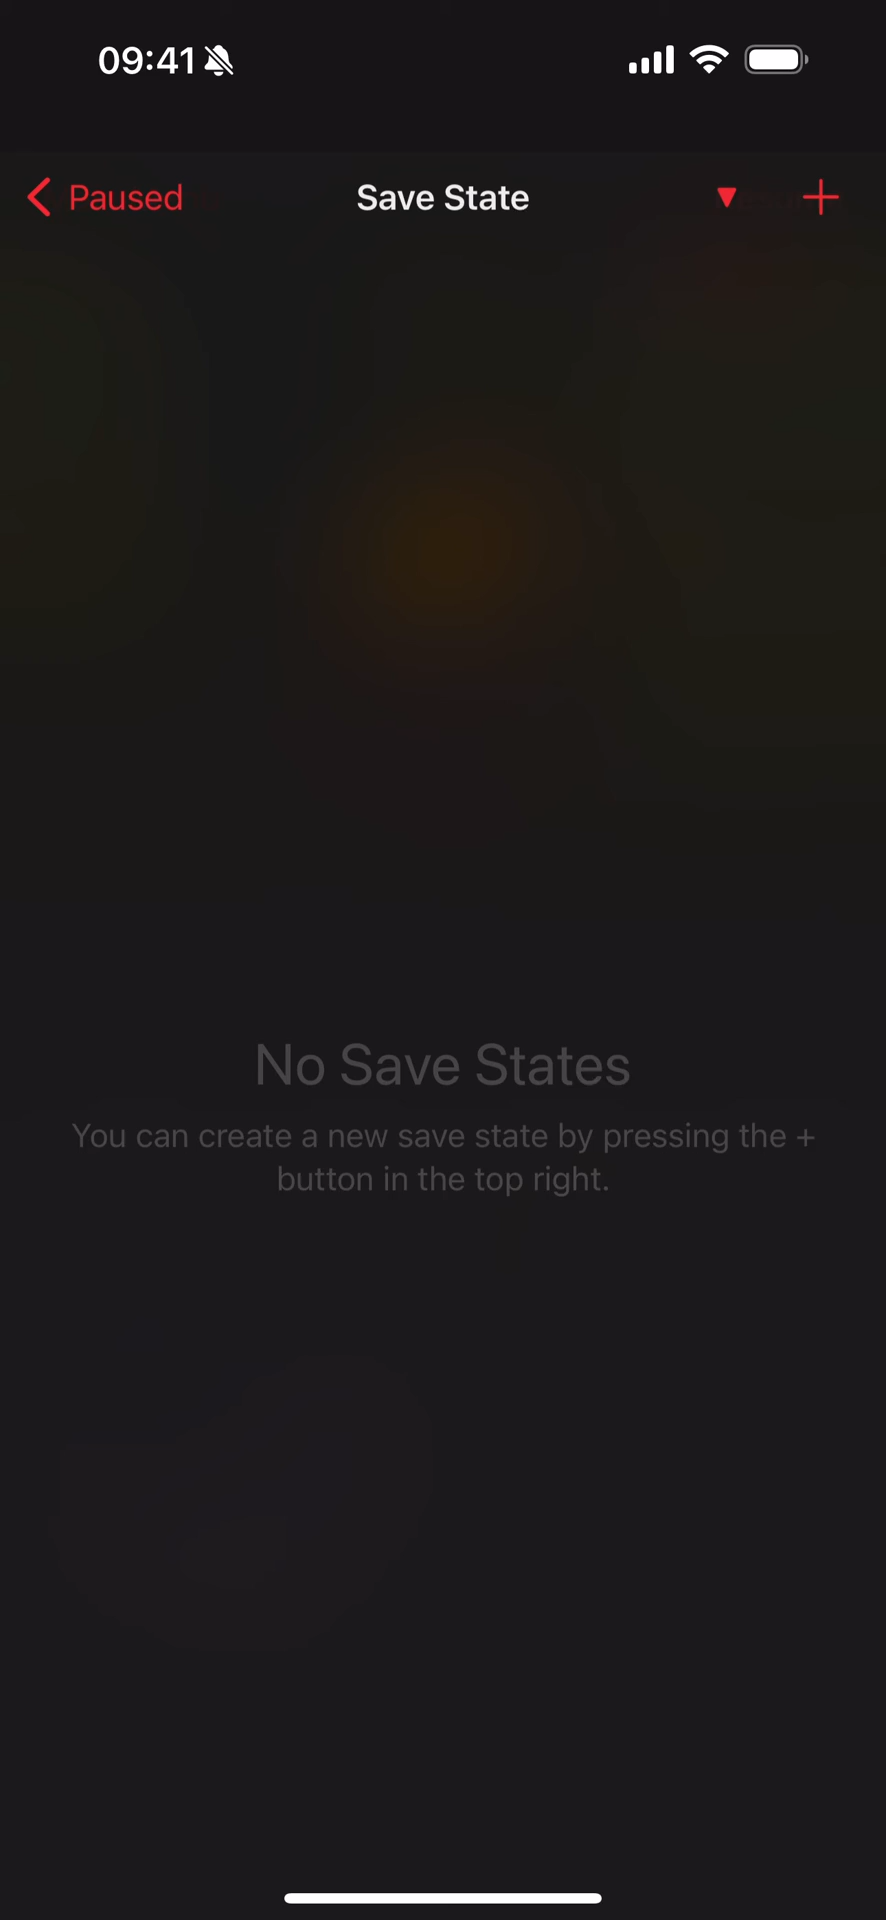 09:41
Paused
Save State
No Save States
You can create a new save state by pressing the +
button in the top right.